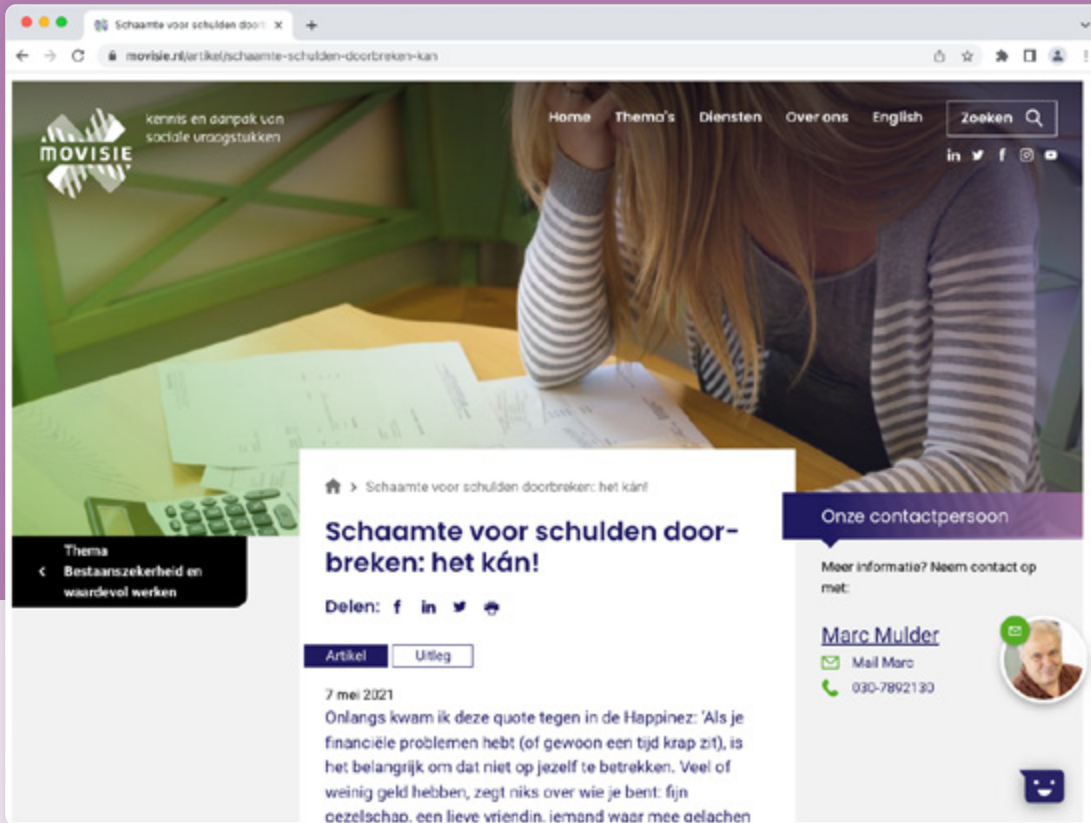 Schaamte voor schulden door
movisie.nl/artikel/schaamte-schulden-doorbreken-kan
MOVISIE
kennis en aanpak van
sociale vraagstukken
Home Thema's Diensten Over ons English Zoeken
Schaamte voor schulden doorbreken: het kán!
Schaamte voor schulden door-
breken: het kán!
Delen:
Artikel Uitleg
7 mei 2021
Onlangs kwam ik deze quote tegen in de Happinez: 'Als je
financiële problemen hebt (of gewoon een tijd krap zit), is
het belangrijk om dat niet op jezelf te betrekken. Veel of
weinig geld hebben, zegt niks over wie je bent: fijn
gezelschap, een lieve vriendin, iemand waar mee gelachen
Thema
Bestaanszekerheid en
waardevol werken
Onze contactpersoon
Meer informatie? Neem contact op
met:
Marc Mulder
Mail Marc
030-7892130